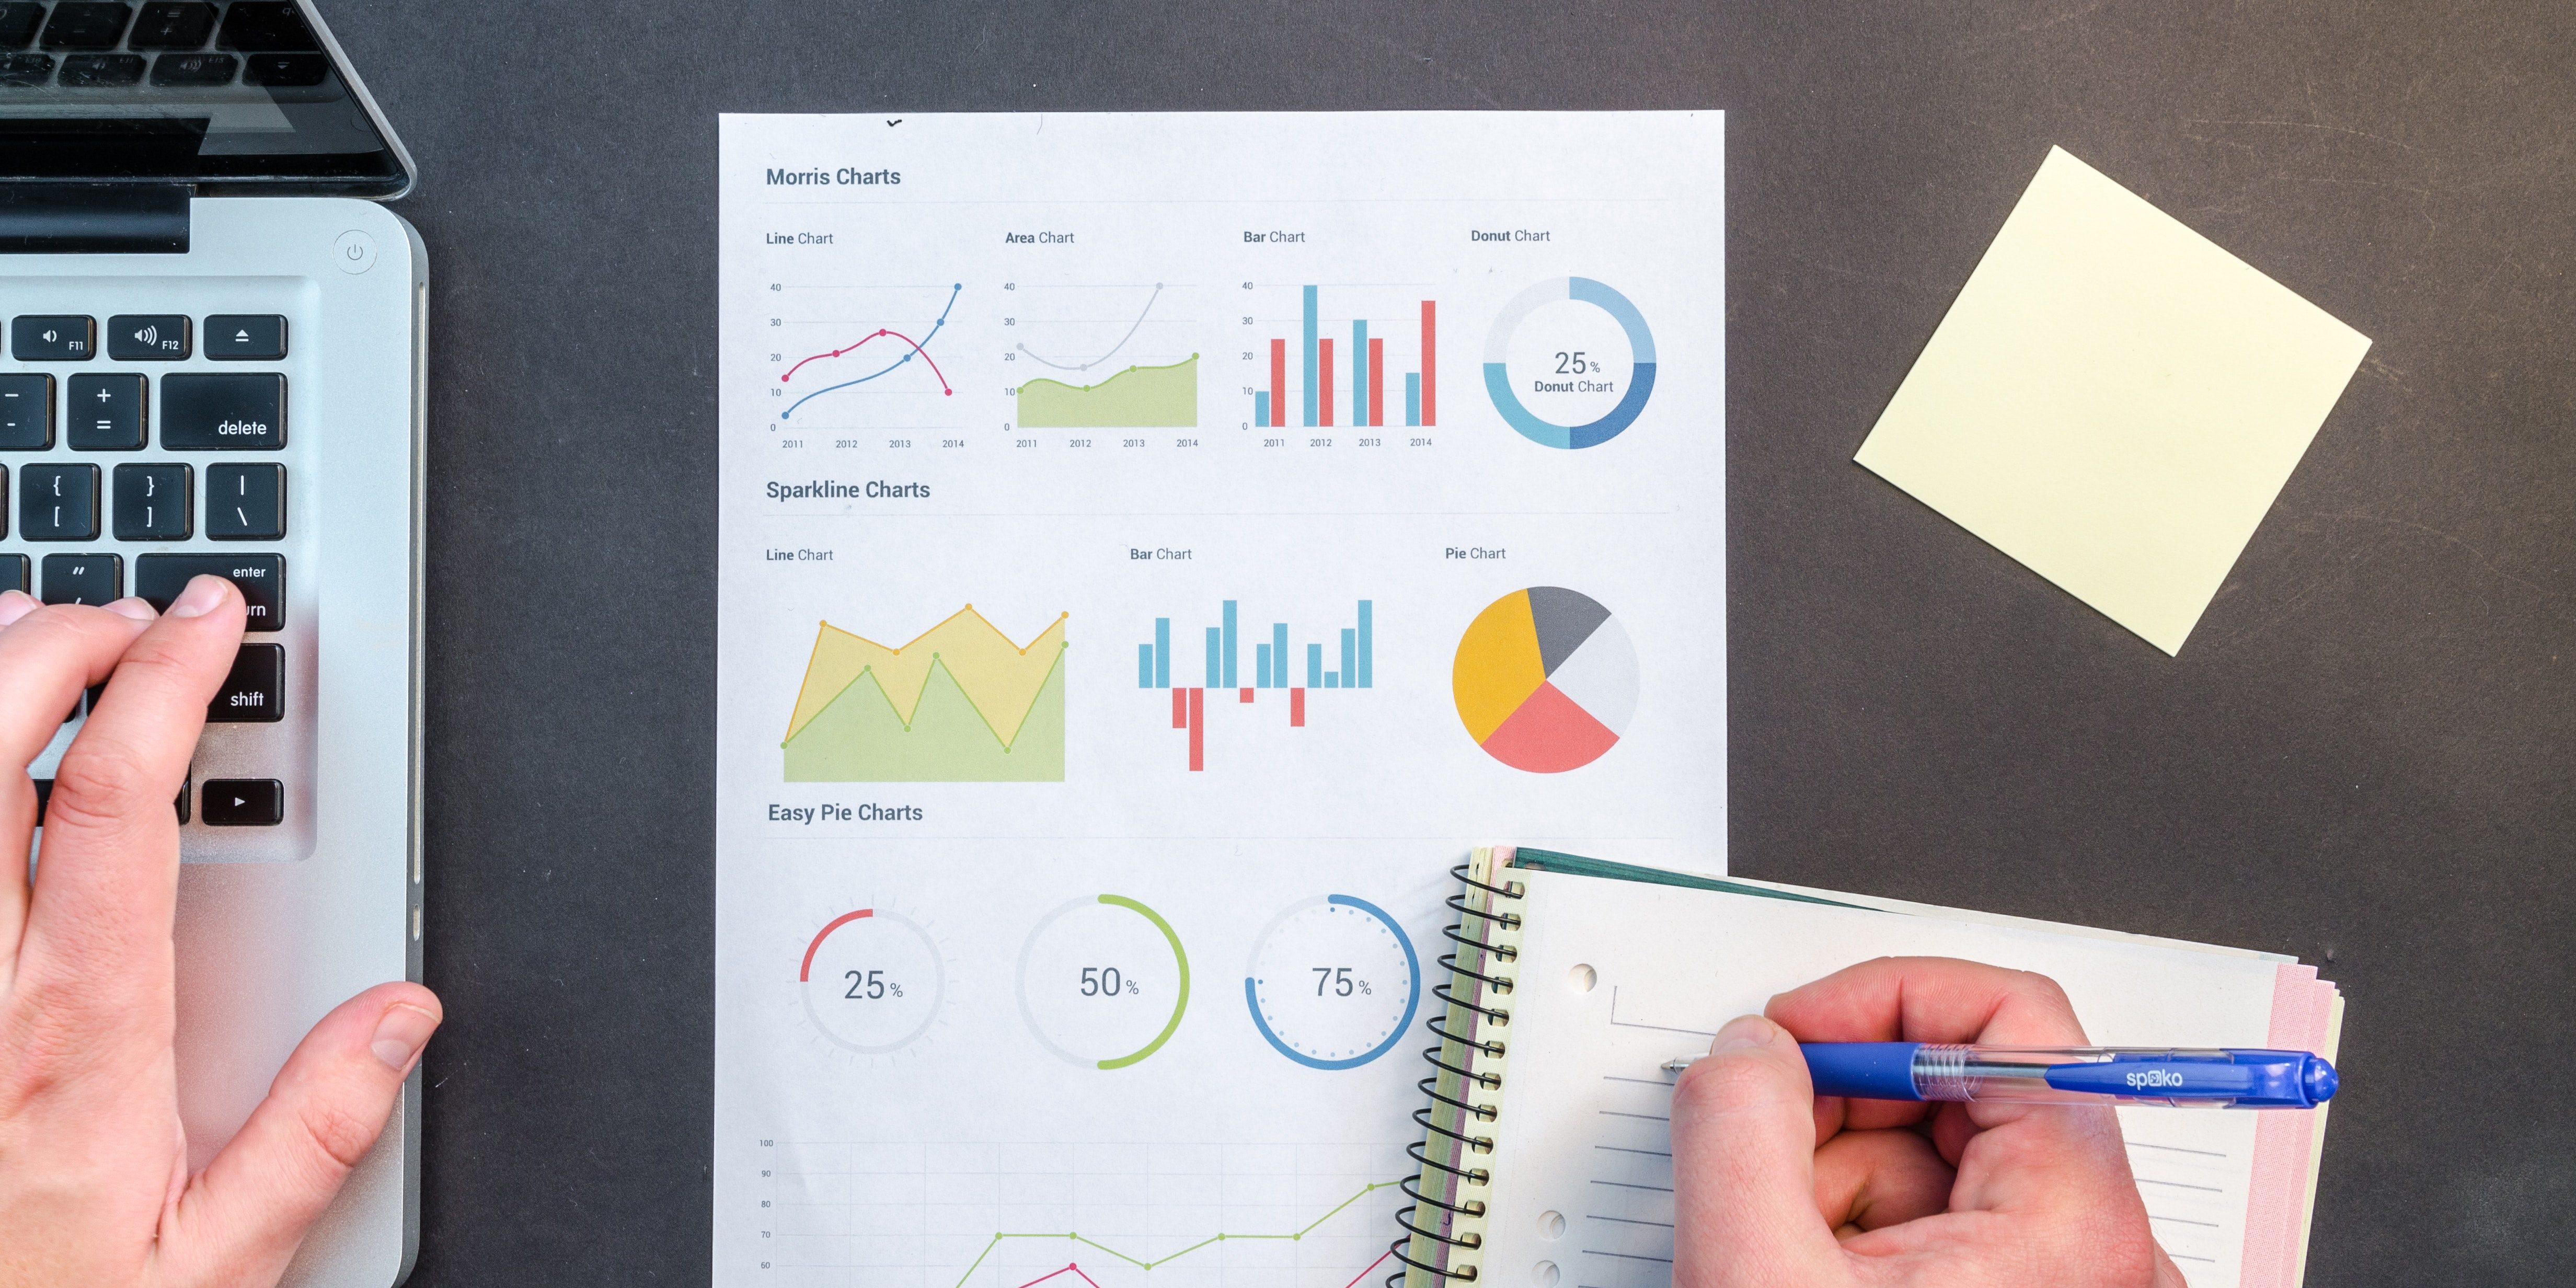 Morris Charts
Line Chart
40
30
20
10
0
2011 2012 2013 2014
Area Chart
40
30
20
10
0
2011 2012 2013 2014
Bar Chart
40
30
20
10
0
2011 2012 2013 2014
Donut Chart
25%
Donut Chart
Sparkline Charts
Line Chart
Bar Chart
Pie Chart
Easy Pie Charts
25%
50%
75%
100
90
80
70
60
F11
F12
-
-
+
=
delete
{
[
}
]
|
\
"
enter
shift